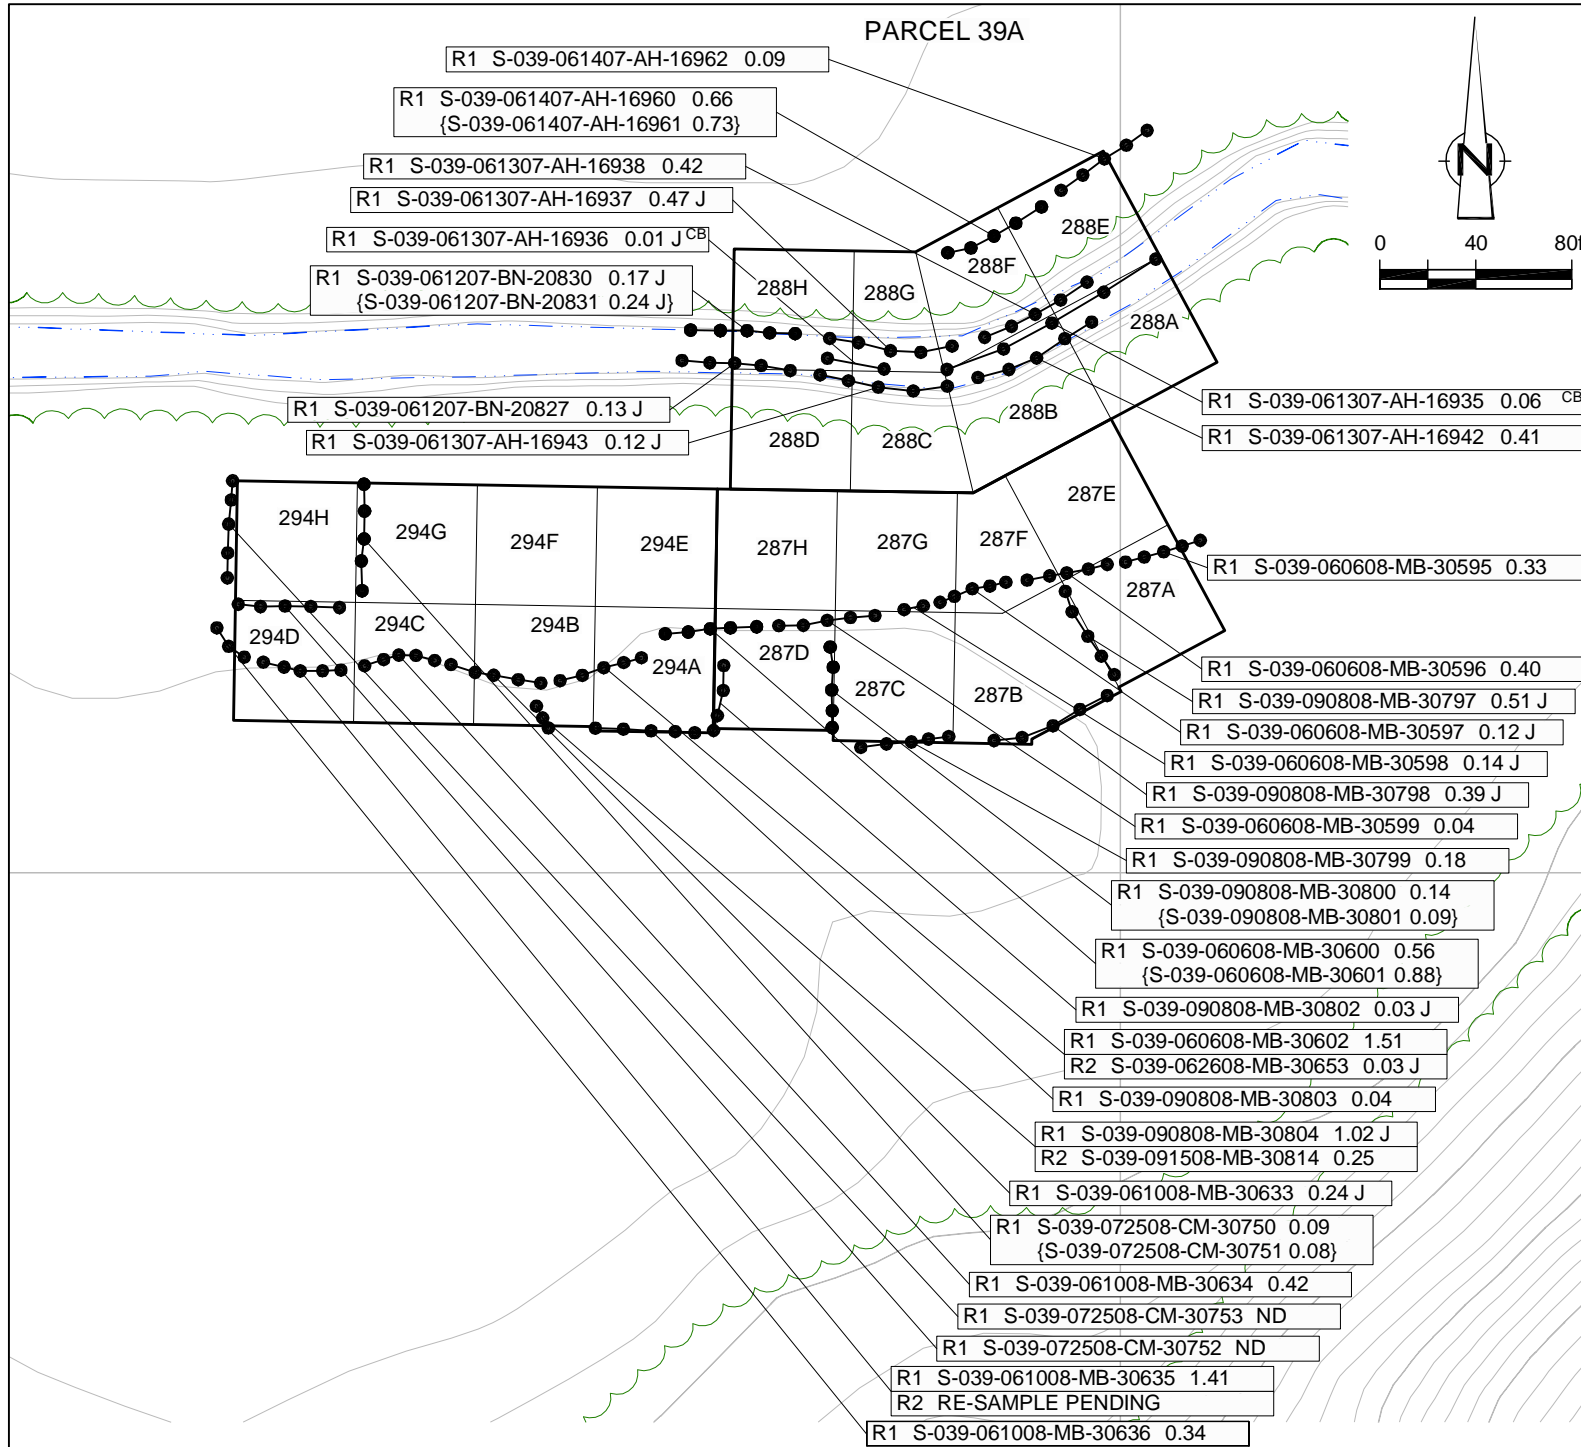 PARCEL 39A
R1 S-039-061407-AH-16962 0.09
R1 S-039-061407-AH-16960 0.66
{S-039-061407-AH-16961 0.73}
R1 S-039-061307-AH-16938 0.42
R1 S-039-061307-AH-16937 0.47 J
R1 S-039-061307-AH-16936 0.01 J CB
R1 S-039-061207-BN-20830 0.17 J
{S-039-061207-BN-20831 0.24 J}
N
0 40 80f
288E
288F
288H
288G
288A
R1 S-039-061207-BN-20827 0.13 J
R1 S-039-061307-AH-16943 0.12 J
288B
288D
288C
R1 S-039-061307-AH-16935 0.06 CB
R1 S-039-061307-AH-16942 0.41
294H
294G
294F
294E
287H
287G
287F
287E
R1 S-039-060608-MB-30595 0.33
287A
294D
294C
294B
294A
287D
287C
287B
R1 S-039-060608-MB-30596 0.40
R1 S-039-090808-MB-30797 0.51 J
R1 S-039-060608-MB-30597 0.12 J
R1 S-039-060608-MB-30598 0.14 J
R1 S-039-090808-MB-30798 0.39 J
R1 S-039-060608-MB-30599 0.04
R1 S-039-090808-MB-30799 0.18
R1 S-039-090808-MB-30800 0.14
{S-039-090808-MB-30801 0.09}
R1 S-039-060608-MB-30600 0.56
{S-039-060608-MB-30601 0.88}
R1 S-039-090808-MB-30802 0.03 J
R1 S-039-060608-MB-30602 1.51
R2 S-039-062608-MB-30653 0.03 J
R1 S-039-090808-MB-30803 0.04
R1 S-039-090808-MB-30804 1.02 J
R2 S-039-091508-MB-30814 0.25
R1 S-039-061008-MB-30633 0.24 J
R1 S-039-072508-CM-30750 0.09
{S-039-072508-CM-30751 0.08}
R1 S-039-061008-MB-30634 0.42
R1 S-039-072508-CM-30753 ND
R1 S-039-072508-CM-30752 ND
R1 S-039-061008-MB-30635 1.41
R2 RE-SAMPLE PENDING
R1 S-039-061008-MB-30636 0.34